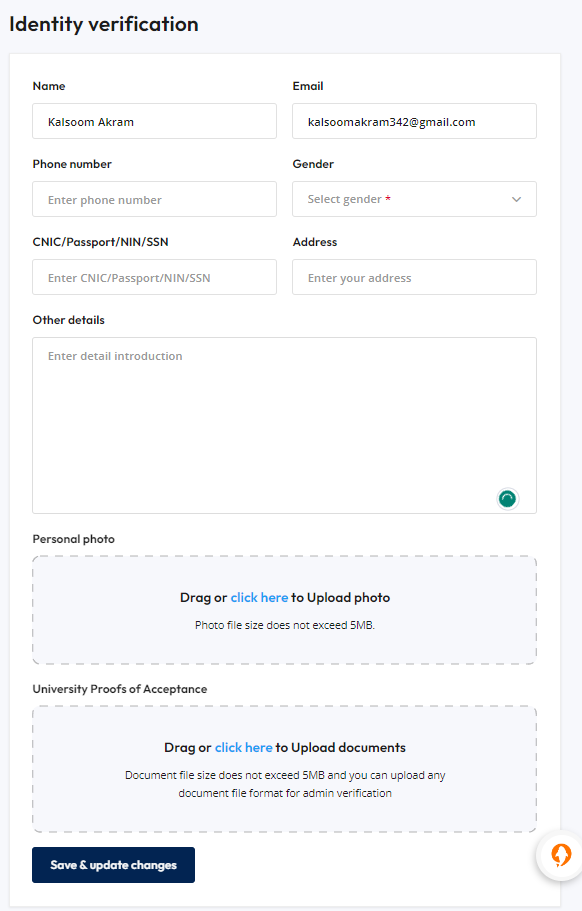 Identity verification
Name
Email
Kalsoom Akram
kalsoomakram342@gmail.com
Phone number
Gender
Enter phone number
Select gender *
CNIC/Passport/NIN/SSN
Address
Enter CNIC/Passport/NIN/SSN
Enter your address
Other details
Enter detail introduction
Personal photo
Drag or click here to Upload photo
Photo file size does not exceed 5MB.
University Proofs of Acceptance
Drag or click here to Upload documents
Document file size does not exceed 5MB and you can upload any
document file format for admin verification
Save & update changes